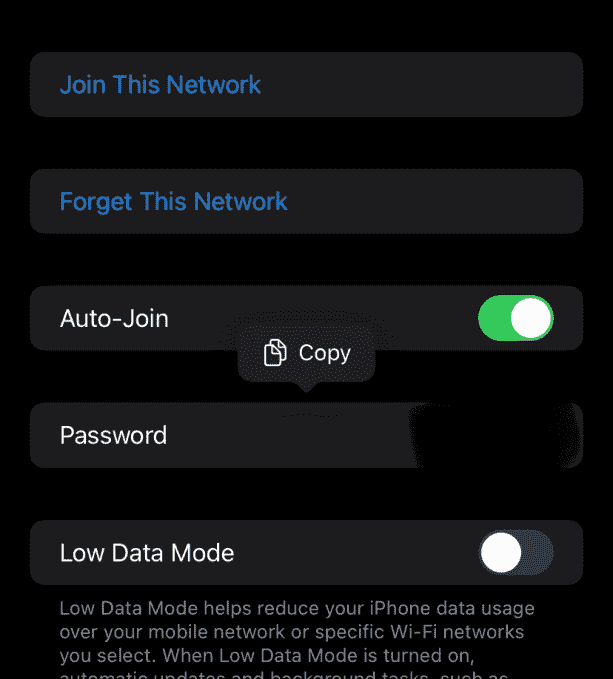 Join This Network
Forget This Network
Auto-Join
Copy
Password
Low Data Mode
Low Data Mode helps reduce your iPhone data usage
over your mobile network or specific Wi-Fi networks
you select. When Low Data Mode is turned on,
automatic updates and background tasks, such as